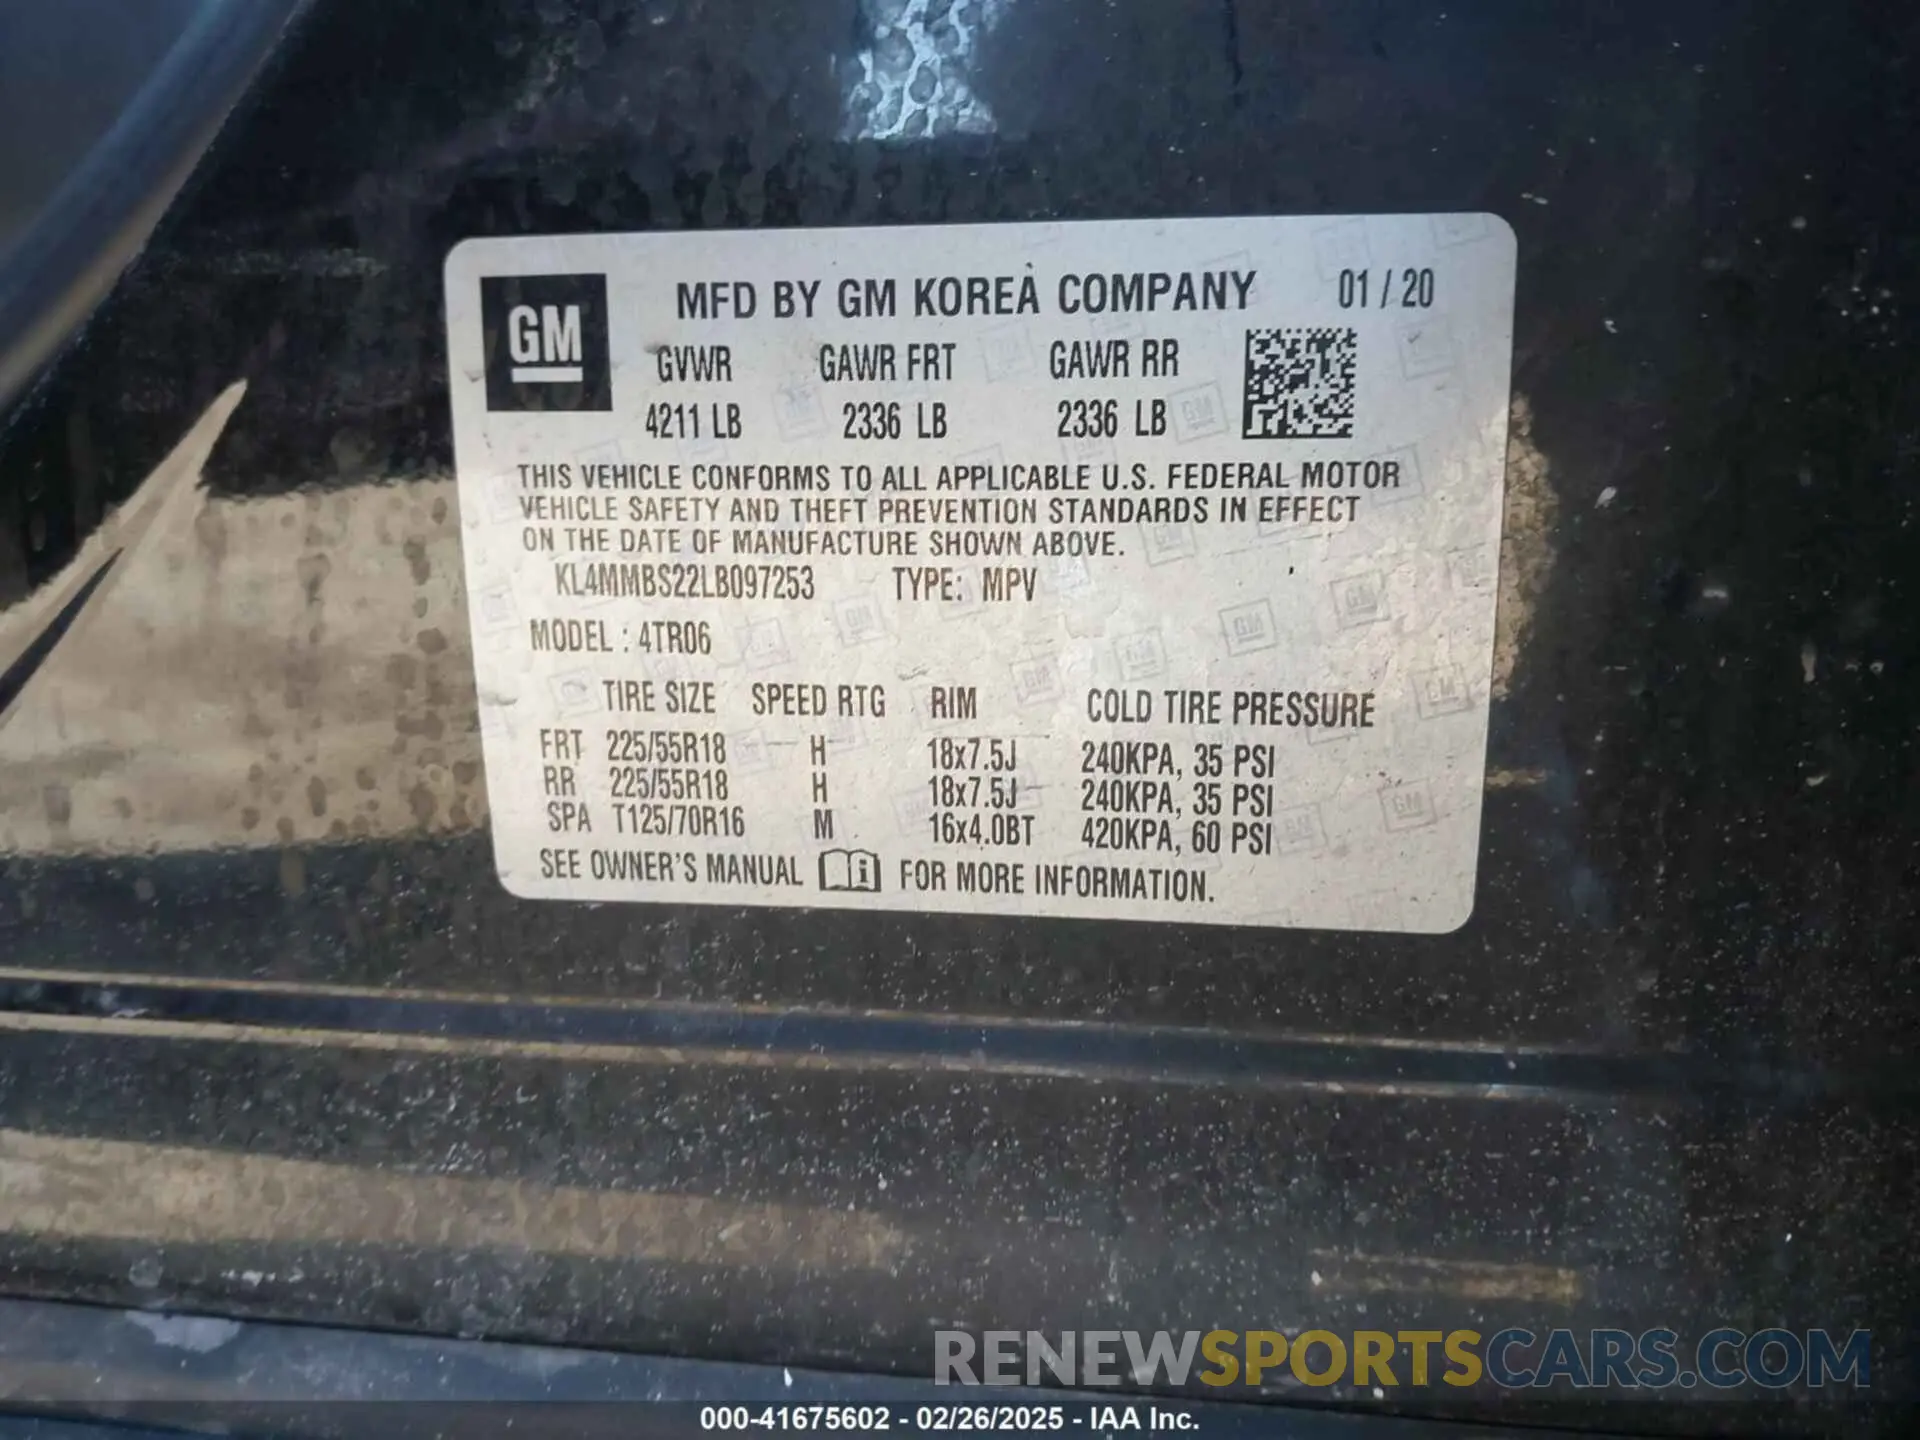 GM
MFD BY GM KOREA COMPANY 01 / 20
GVWR GAWR FRT GAWR RR
4211 LB 2336 LB 2336 LB
THIS VEHICLE CONFORMS TO ALL APPLICABLE U.S. FEDERAL MOTOR
VEHICLE SAFETY AND THEFT PREVENTION STANDARDS IN EFFECT
ON THE DATE OF MANUFACTURE SHOWN ABOVE.
KL4MMBS22LB097253 TYPE: MPV
MODEL : 4TR06
TIRE SIZE SPEED RTG RIM COLD TIRE PRESSURE
FRT 225/55R18 H 18x7.5J 240KPA, 35 PSI
RR 225/55R18 H 18x7.5J 240KPA, 35 PSI
SPA T125/70R16 M 16x4.0BT 420KPA, 60 PSI
SEE OWNER'S MANUAL i FOR MORE INFORMATION.
RENEWSPORTSCARS.COM
000-41675602 - 02/26/2025 - IAA Inc.